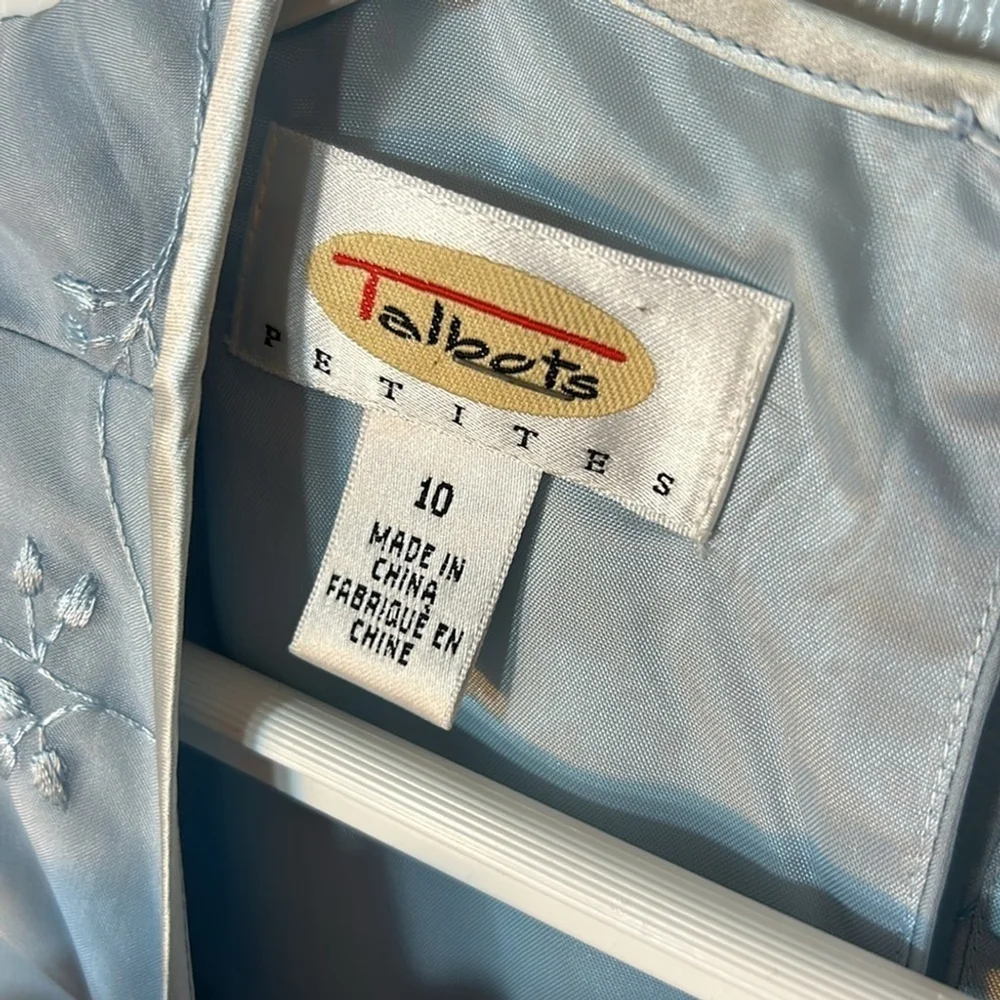 Talbots
PETITES
10
MADE IN
CHINA
FABRIQUÉ EN
CHINE